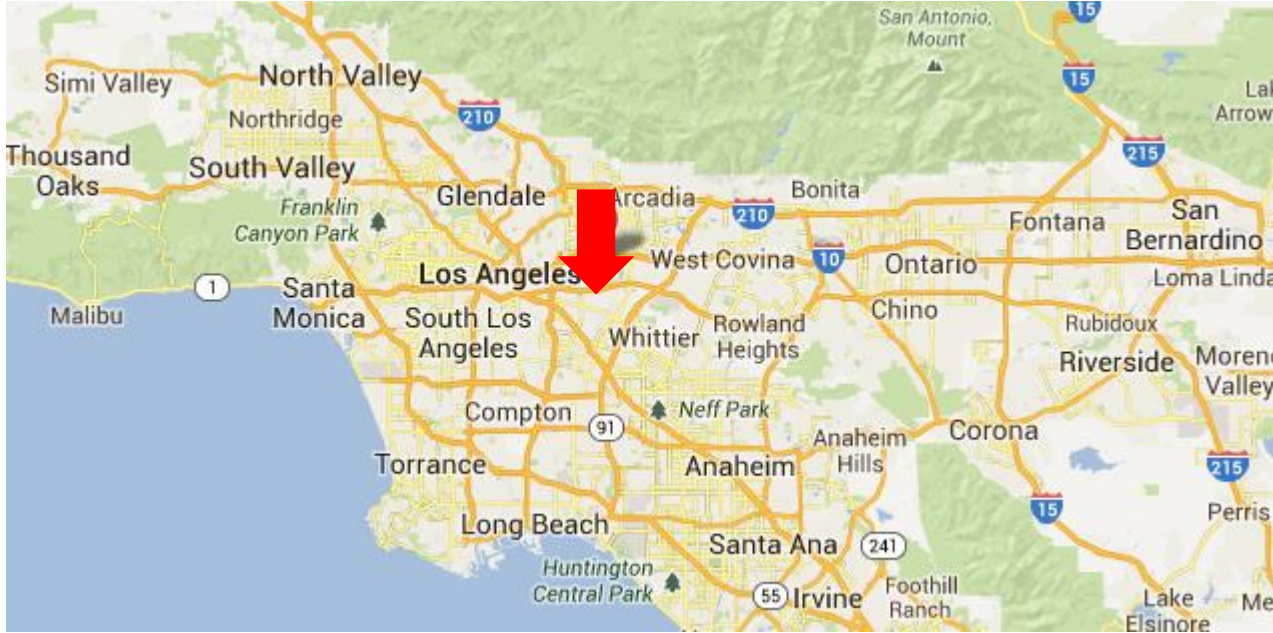 San Antonio,
Mount
15
Simi Valley
North Valley
15
Lak
Arrow
Northridge
210
Thousand
Oaks
South Valley
215
Glendale
Arcadia
Bonita
Franklin
Canyon Park
210
Fontana
San
Bernardino
Los Angeles
West Covina
10
Ontario
Loma Linda
1
Santa
Monica
Malibu
South Los
Angeles
Whittier
Rowland
Heights
Chino
Rubidoux
Riverside
Moreno
Valley
Compton
91
Neff Park
Anaheim
Hills
Corona
Torrance
Anaheim
215
Long Beach
15
Perris
Santa Ana
241
Huntington
Central Park
55
Irvine
Foothill
Ranch
Lake
Elsinore
Me